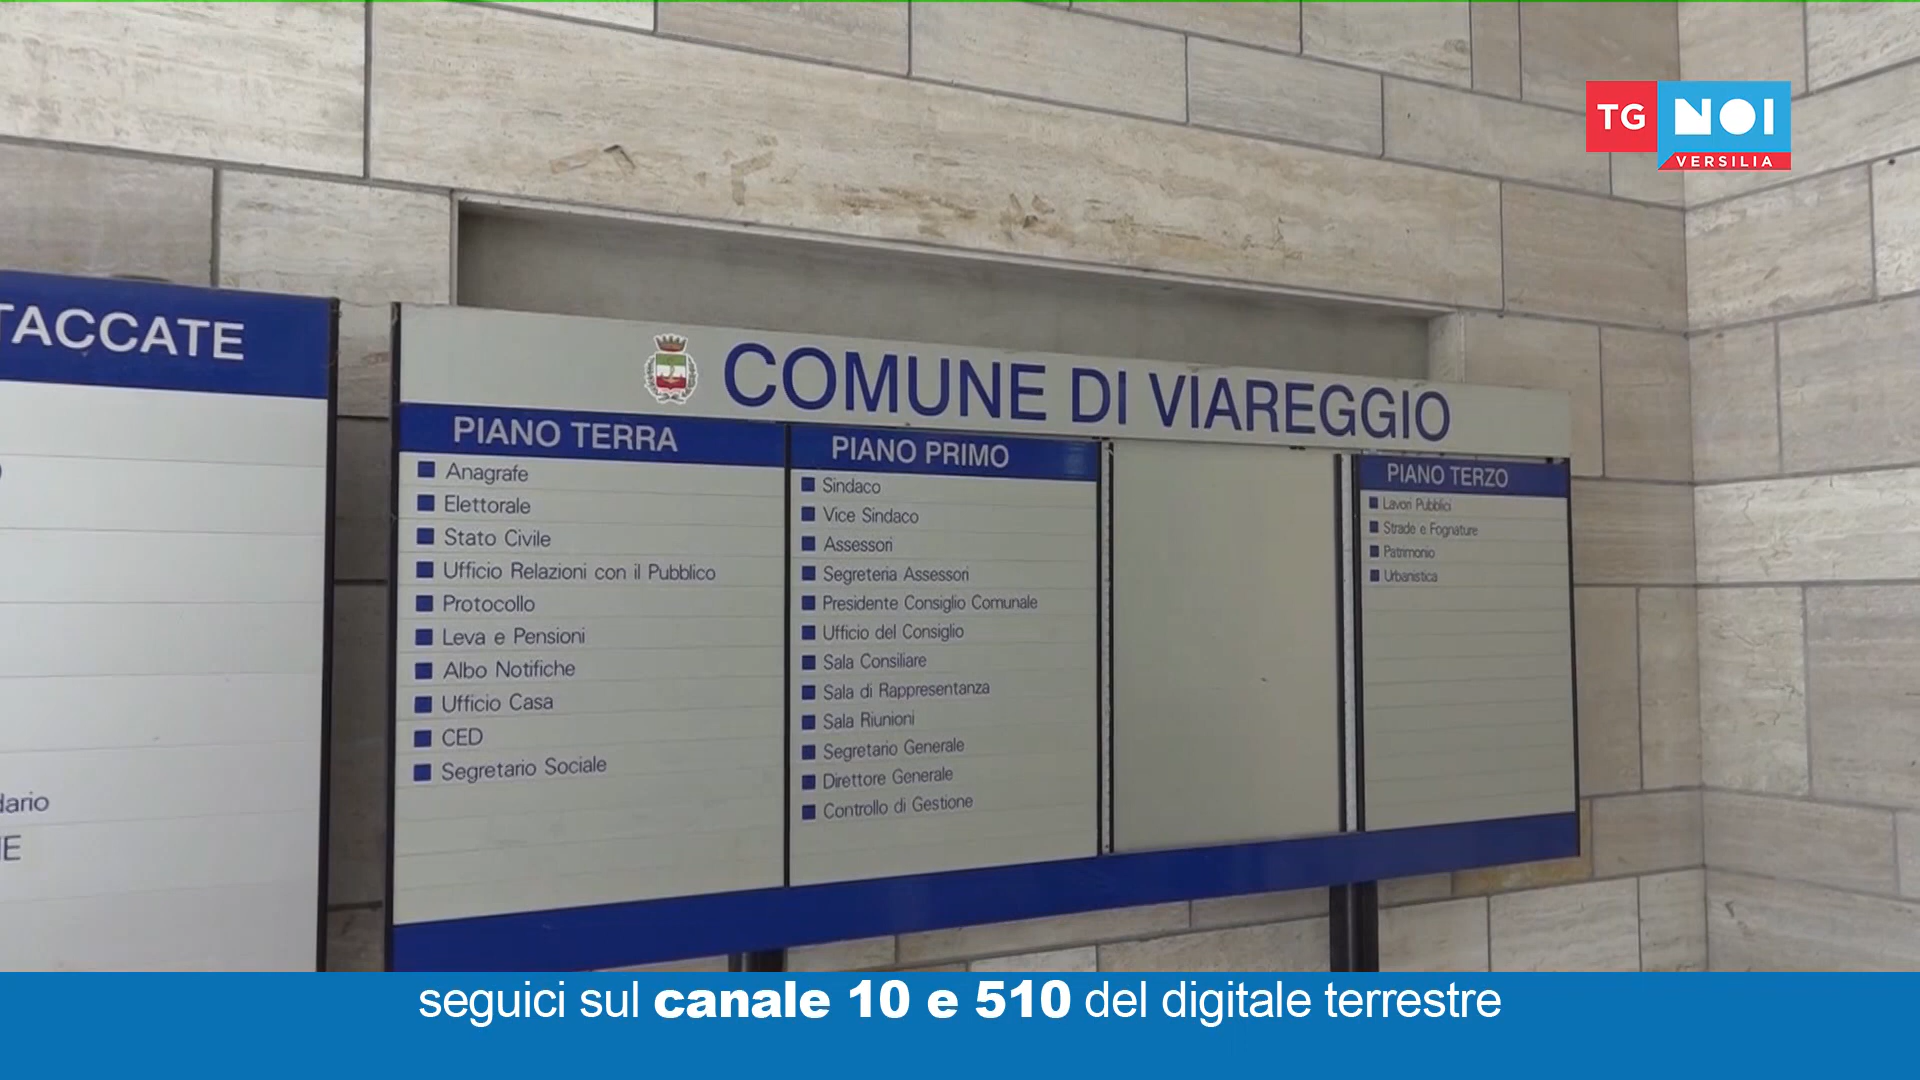 TG NOI
VERSILIA
TACCATE
dario
COMUNE DI VIAREGGIO
PIANO TERRA
Anagrafe
Elettorale
Stato Civile
Ufficio Relazioni con il Pubblico
Protocollo
Leva e Pensioni
Albo Notifiche
Ufficio Casa
CED
Segretario Sociale
PIANO PRIMO
Sindaco
Vice Sindaco
Assessori
Segreteria Assessori
Presidente Consiglio Comunale
Ufficio del Consiglio
Sala Consiliare
Sala di Rappresentanza
Sala Riunioni
Segretario Generale
Direttore Generale
Controllo di Gestione
PIANO TERZO
Lavori Pubblici
Strade e Fognature
Patrimonio
Urbanistica
seguici sul canale 10 e 510 del digitale terrestre